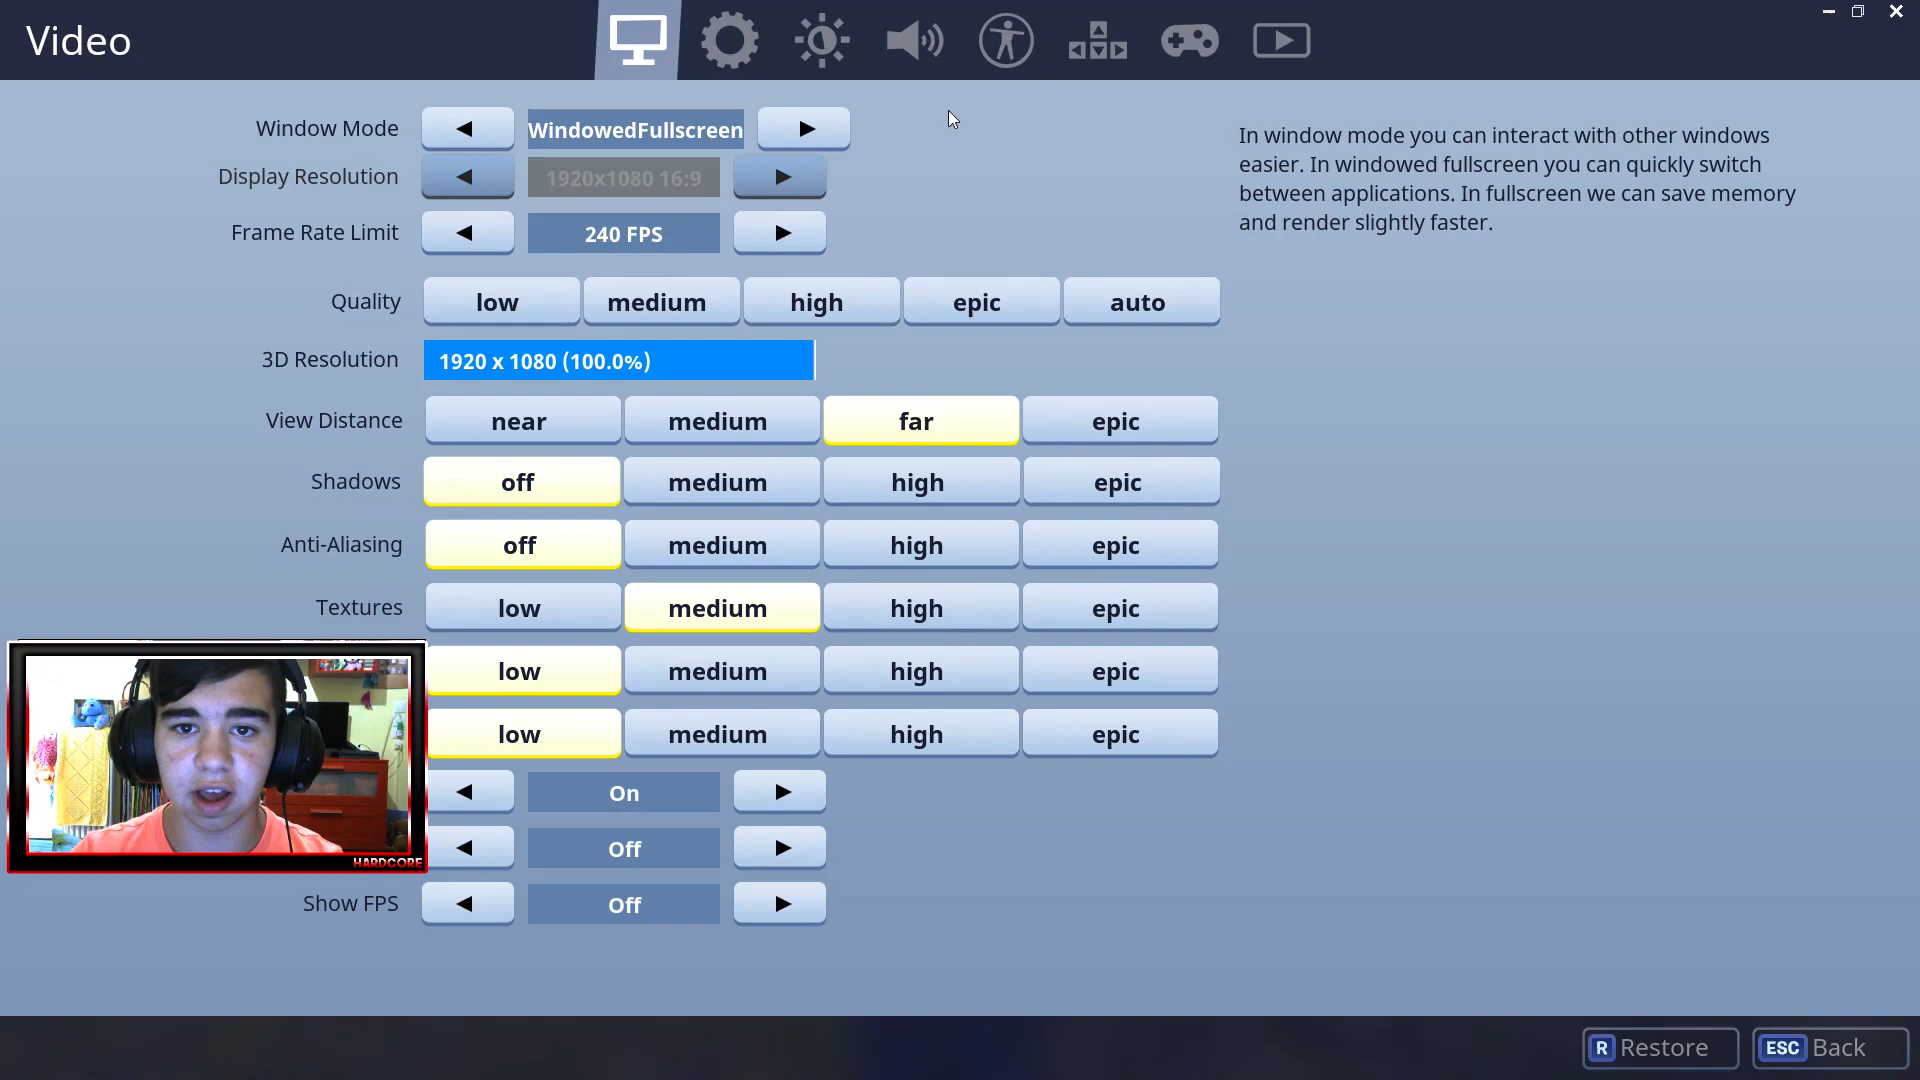 Video
Window Mode WindowedFullscreen
Display Resolution 1920x1080 16:9
Frame Rate Limit 240 FPS
Quality low medium high epic auto
3D Resolution 1920 x 1080 (100.0%)
View Distance near medium far epic
Shadows off medium high epic
Anti-Aliasing off medium high epic
Textures low medium high epic
low medium high epic
low medium high epic
On
Off
Show FPS Off
In window mode you can interact with other windows
easier. In windowed fullscreen you can quickly switch
between applications. In fullscreen we can save memory
and render slightly faster.
HARDCORE
R Restore
ESC Back